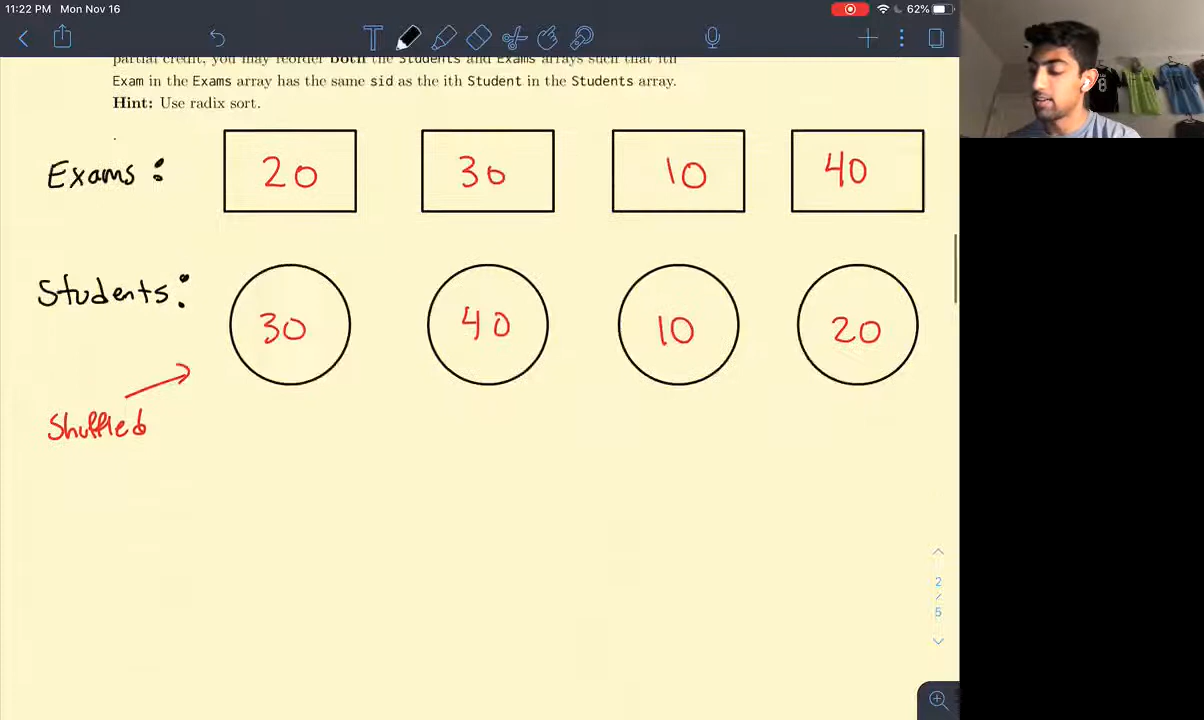 11:22 PM Mon Nov 16
62%
partial credit, you may reorder both the Students and Exams arrays such that ith
Exam in the Exams array has the same sid as the ith Student in the Students array.
Hint: Use radix sort.
Exams:
20
30
10
40
Students:
30
40
10
20
Shuffled
2
/
5